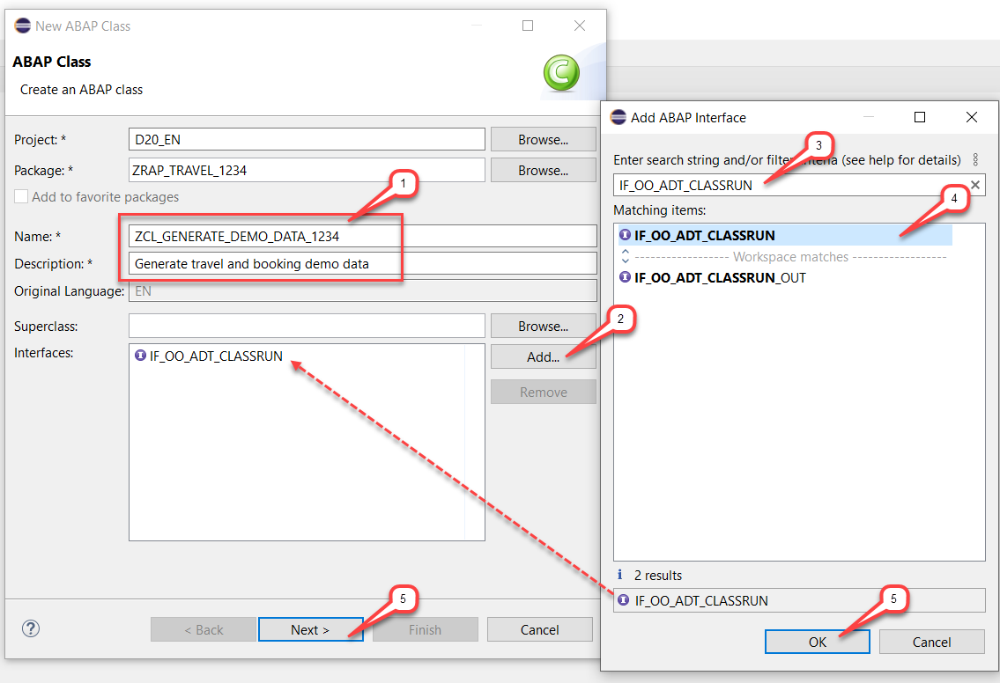 New ABAP Class
ABAP Class
Create an ABAP class
Project: * D20_EN Browse...
Package: * ZRAP_TRAVEL_1234 Browse...
Add to favorite packages
1
Name: * ZCL_GENERATE_DEMO_DATA_1234
Description: * Generate travel and booking demo data
Original Language: EN
Superclass: Browse...
2
Interfaces: IF_OO_ADT_CLASSRUN Add...
Remove
5
< Back Next > Finish Cancel
Add ABAP Interface
3
Enter search string and/or filter criteria (see help for details)
IF_OO_ADT_CLASSRUN
4
Matching items:
IF_OO_ADT_CLASSRUN
Workspace matches
IF_OO_ADT_CLASSRUN_OUT
2 results
IF_OO_ADT_CLASSRUN
5
OK Cancel